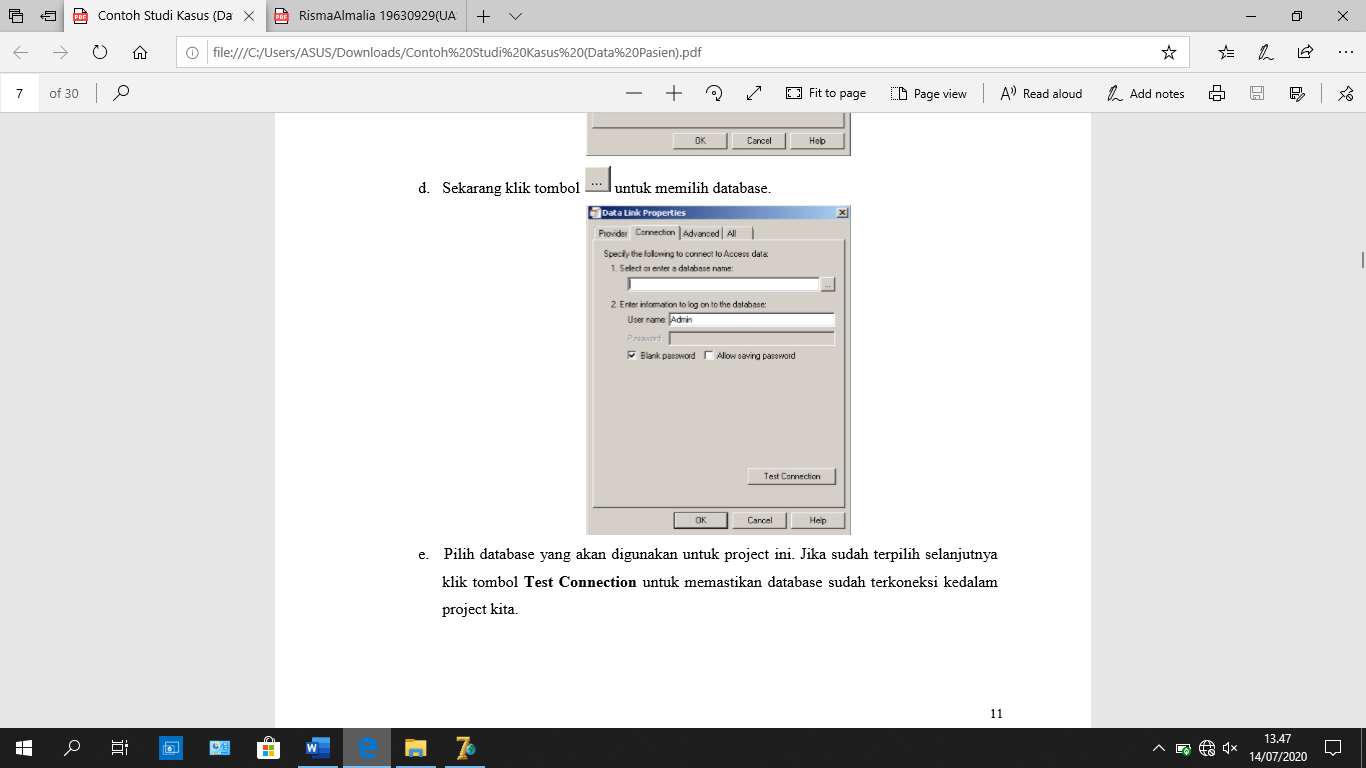 Contoh Studi Kasus (Da
RismaAlmalia 19630929(UA
file:///C:/Users/ASUS/Downloads/Contoh%20Studi%20Kasus%20(Data%20Pasien).pdf
7 of 30
Fit to page
Page view
Read aloud
Add notes
OK Cancel Help
d. Sekarang klik tombol ... untuk memilih database.
Data Link Properties
Provider Connection Advanced All
Specify the following to connect to Access data:
1. Select or enter a database name:
...
2. Enter information to log on to the database:
User name: Admin
Password:
Blank password Allow saving password
Test Connection
OK Cancel Help
e. Pilih database yang akan digunakan untuk project ini. Jika sudah terpilih selanjutnya
klik tombol Test Connection untuk memastikan database sudah terkoneksi kedalam
project kita.
11
13.47
14/07/2020